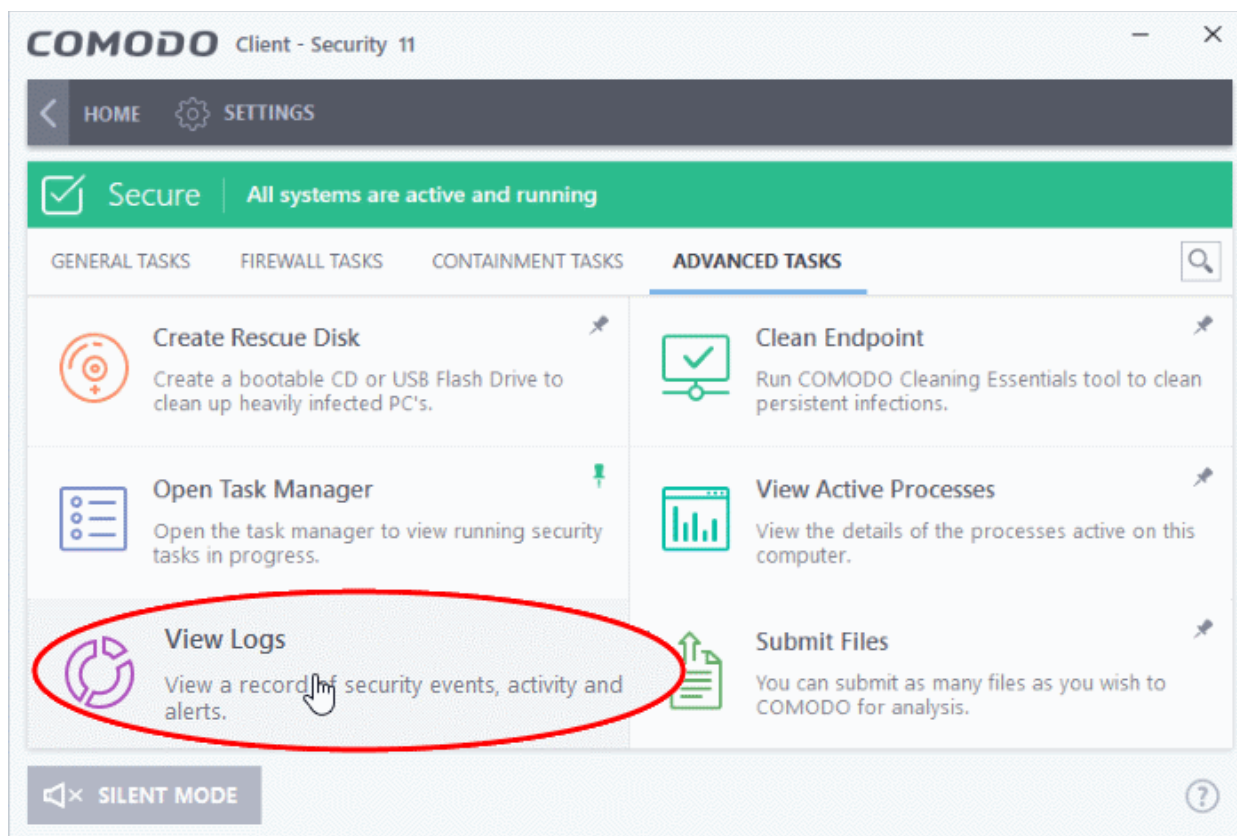 COMODO Client - Security 11
HOME SETTINGS
Secure All systems are active and running
GENERAL TASKS FIREWALL TASKS CONTAINMENT TASKS ADVANCED TASKS
Create Rescue Disk
Create a bootable CD or USB Flash Drive to
clean up heavily infected PC's.
Clean Endpoint
Run COMODO Cleaning Essentials tool to clean
persistent infections.
Open Task Manager
Open the task manager to view running security
tasks in progress.
View Active Processes
View the details of the processes active on this
computer.
View Logs
View a record of security events, activity and
alerts.
Submit Files
You can submit as many files as you wish to
COMODO for analysis.
SILENT MODE
?